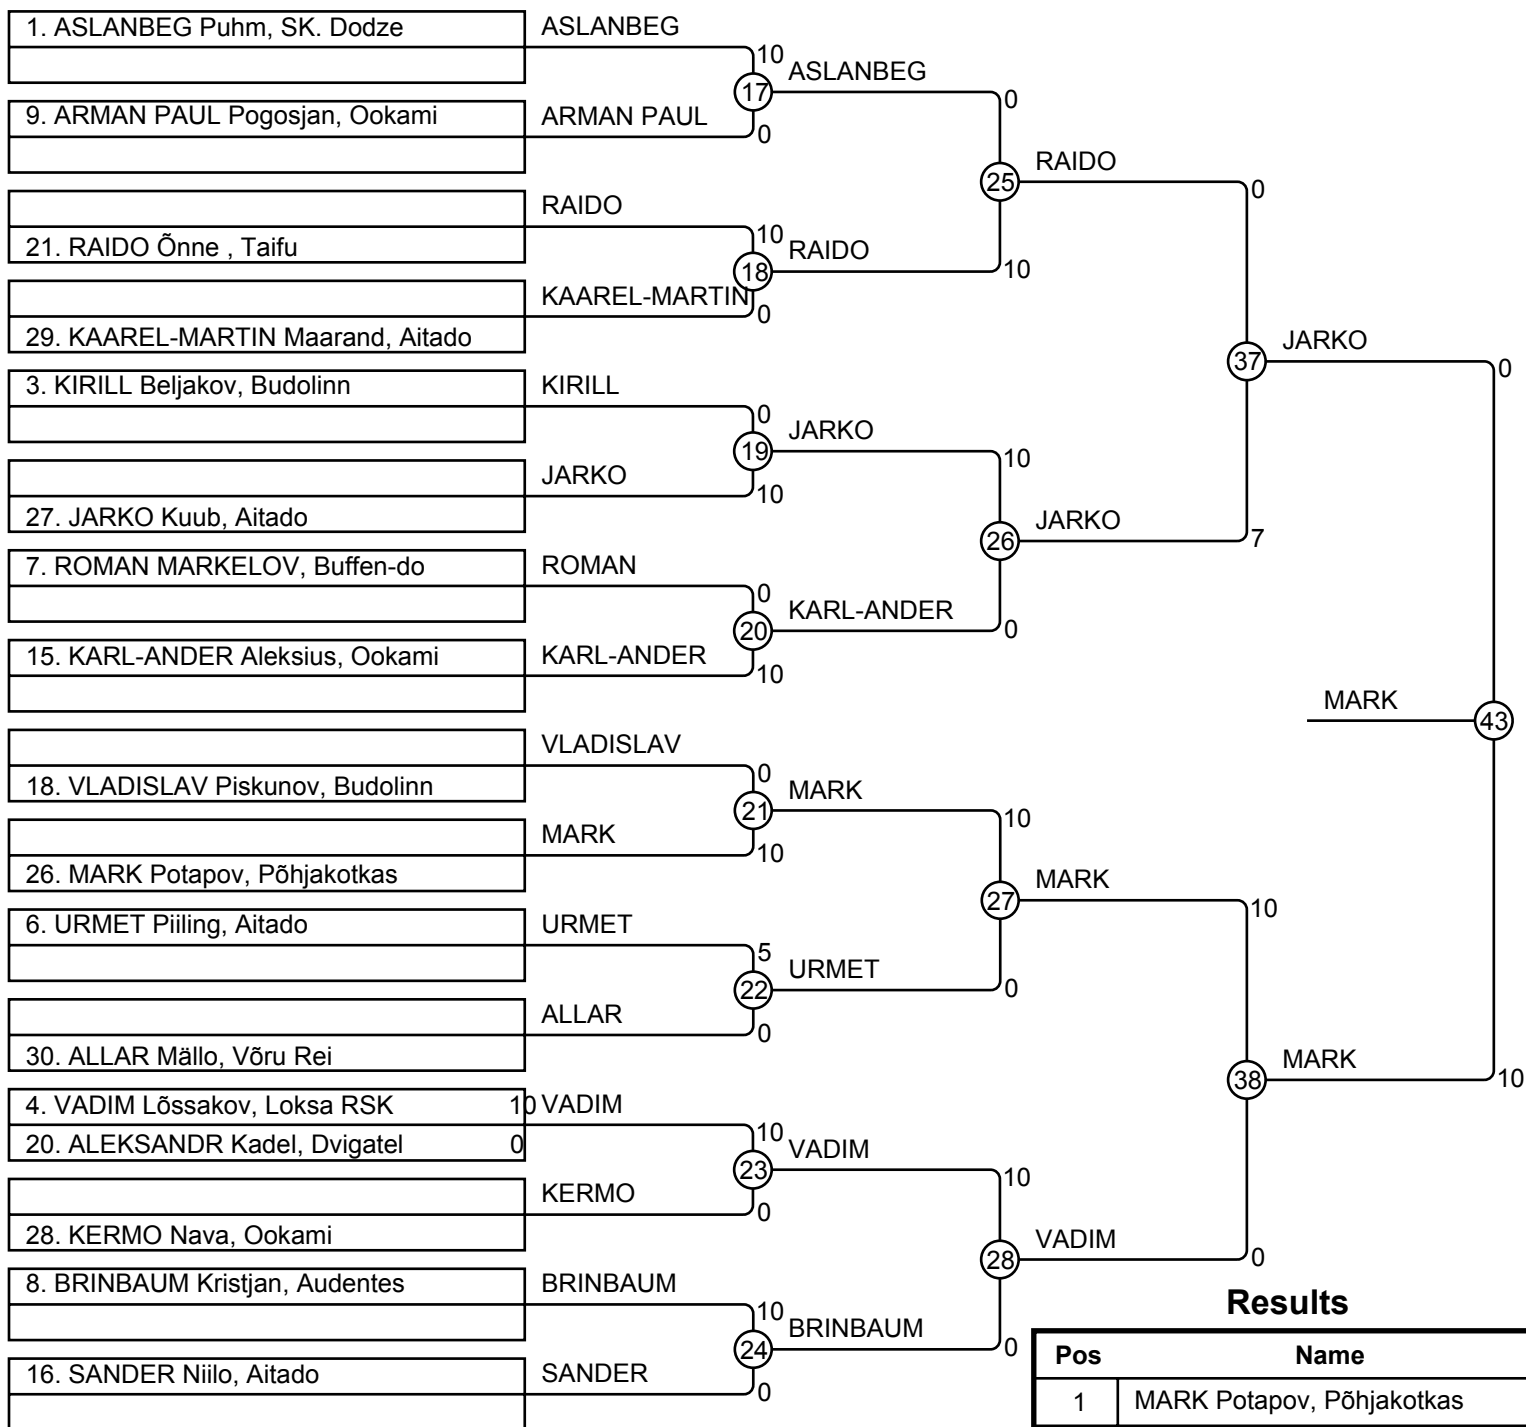 1. ASLANBEG Puhm, SK. Dodze
ASLANBEG
10
17
ASLANBEG
9. ARMAN PAUL Pogosjan, Ookami
ARMAN PAUL
0
0
25
RAIDO
21. RAIDO Õnne , Taifu
RAIDO
10
18
RAIDO
10
29. KAAREL-MARTIN Maarand, Aitado
KAAREL-MARTIN
0
0
37
JARKO
3. KIRILL Beljakov, Budolinn
KIRILL
0
19
JARKO
27. JARKO Kuub, Aitado
JARKO
10
10
26
JARKO
7
7. ROMAN MARKELOV, Buffen-do
ROMAN
0
20
KARL-ANDER
0
15. KARL-ANDER Aleksius, Ookami
KARL-ANDER
10
0
MARK
43
18. VLADISLAV Piskunov, Budolinn
VLADISLAV
0
21
MARK
26. MARK Potapov, Põhjakotkas
MARK
10
10
27
MARK
6. URMET Piiling, Aitado
URMET
5
22
URMET
0
30. ALLAR Mällo, Võru Rei
ALLAR
0
10
38
MARK
10
4. VADIM Lõssakov, Loksa RSK 10
20. ALEKSANDR Kadel, Dvigatel 0
VADIM
10
23
VADIM
28. KERMO Nava, Ookami
KERMO
0
10
28
VADIM
0
8. BRINBAUM Kristjan, Audentes
BRINBAUM
10
24
BRINBAUM
0
16. SANDER Niilo, Aitado
SANDER
0
Results
Pos Name
1 MARK Potapov, Põhjakotkas